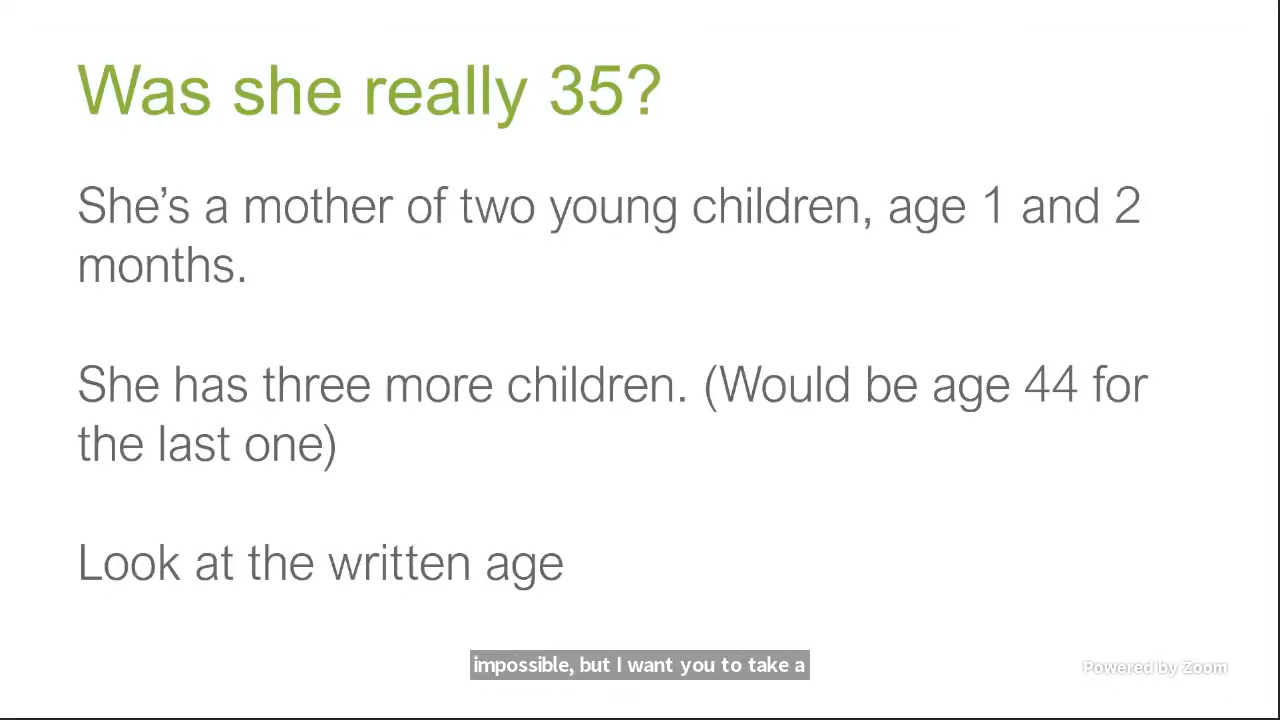 Was she really 35?
She’s a mother of two young children, age 1 and 2
months.
She has three more children. (Would be age 44 for
the last one)
Look at the written age
impossible, but I want you to take a
Powered by Zoom